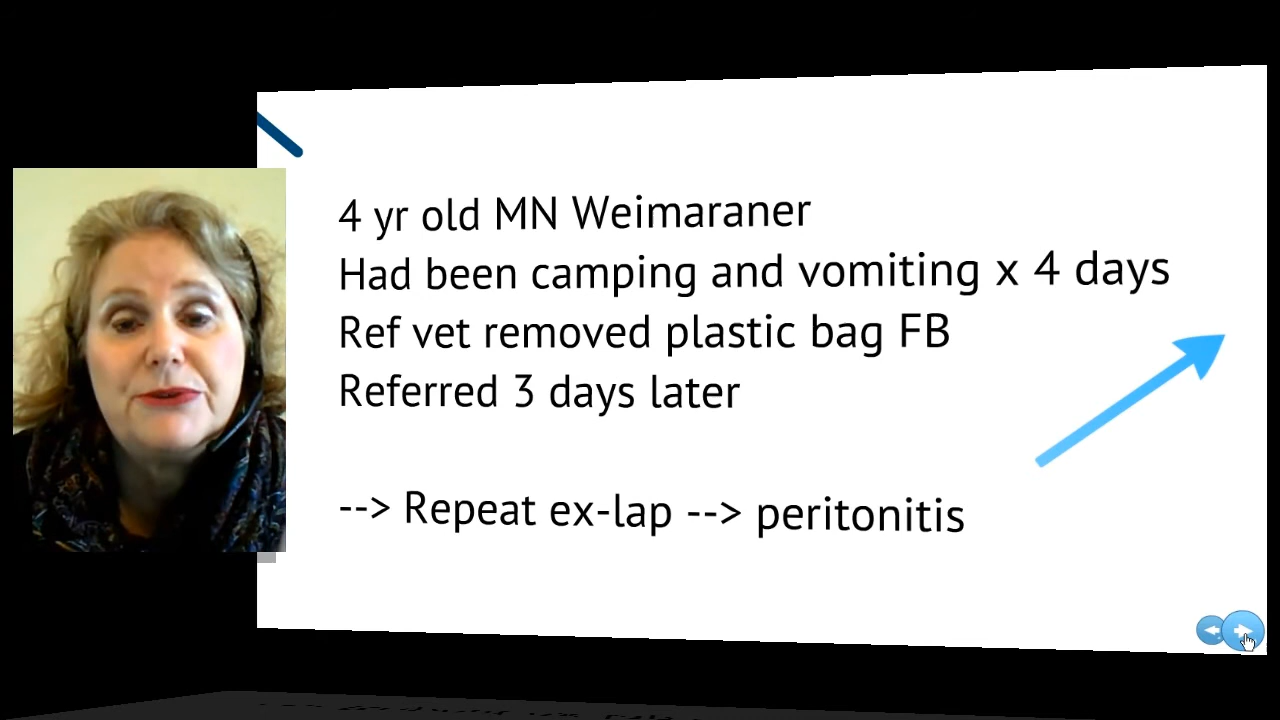 4 yr old MN Weimaraner
Had been camping and vomiting x 4 days
Ref vet removed plastic bag FB
Referred 3 days later
--> Repeat ex-lap --> peritonitis